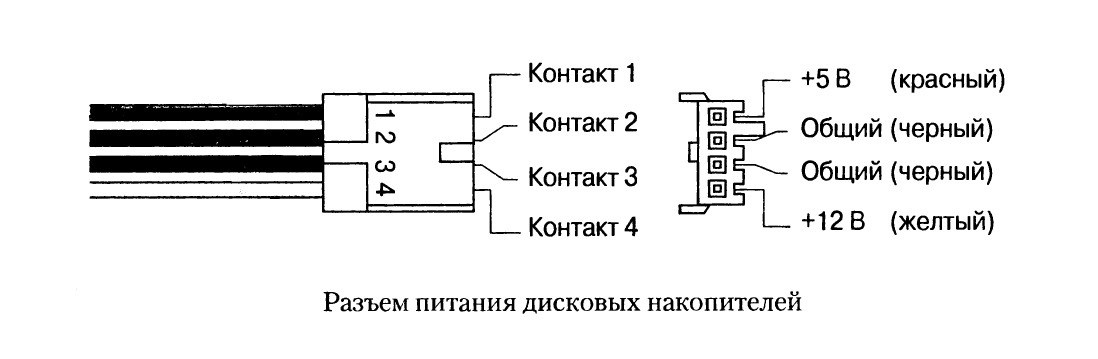 1
2
3
4
Контакт 1
Контакт 2
Контакт 3
Контакт 4
+5 В (красный)
Общий (черный)
Общий (черный)
+12 В (желтый)
Разъем питания дисковых накопителей